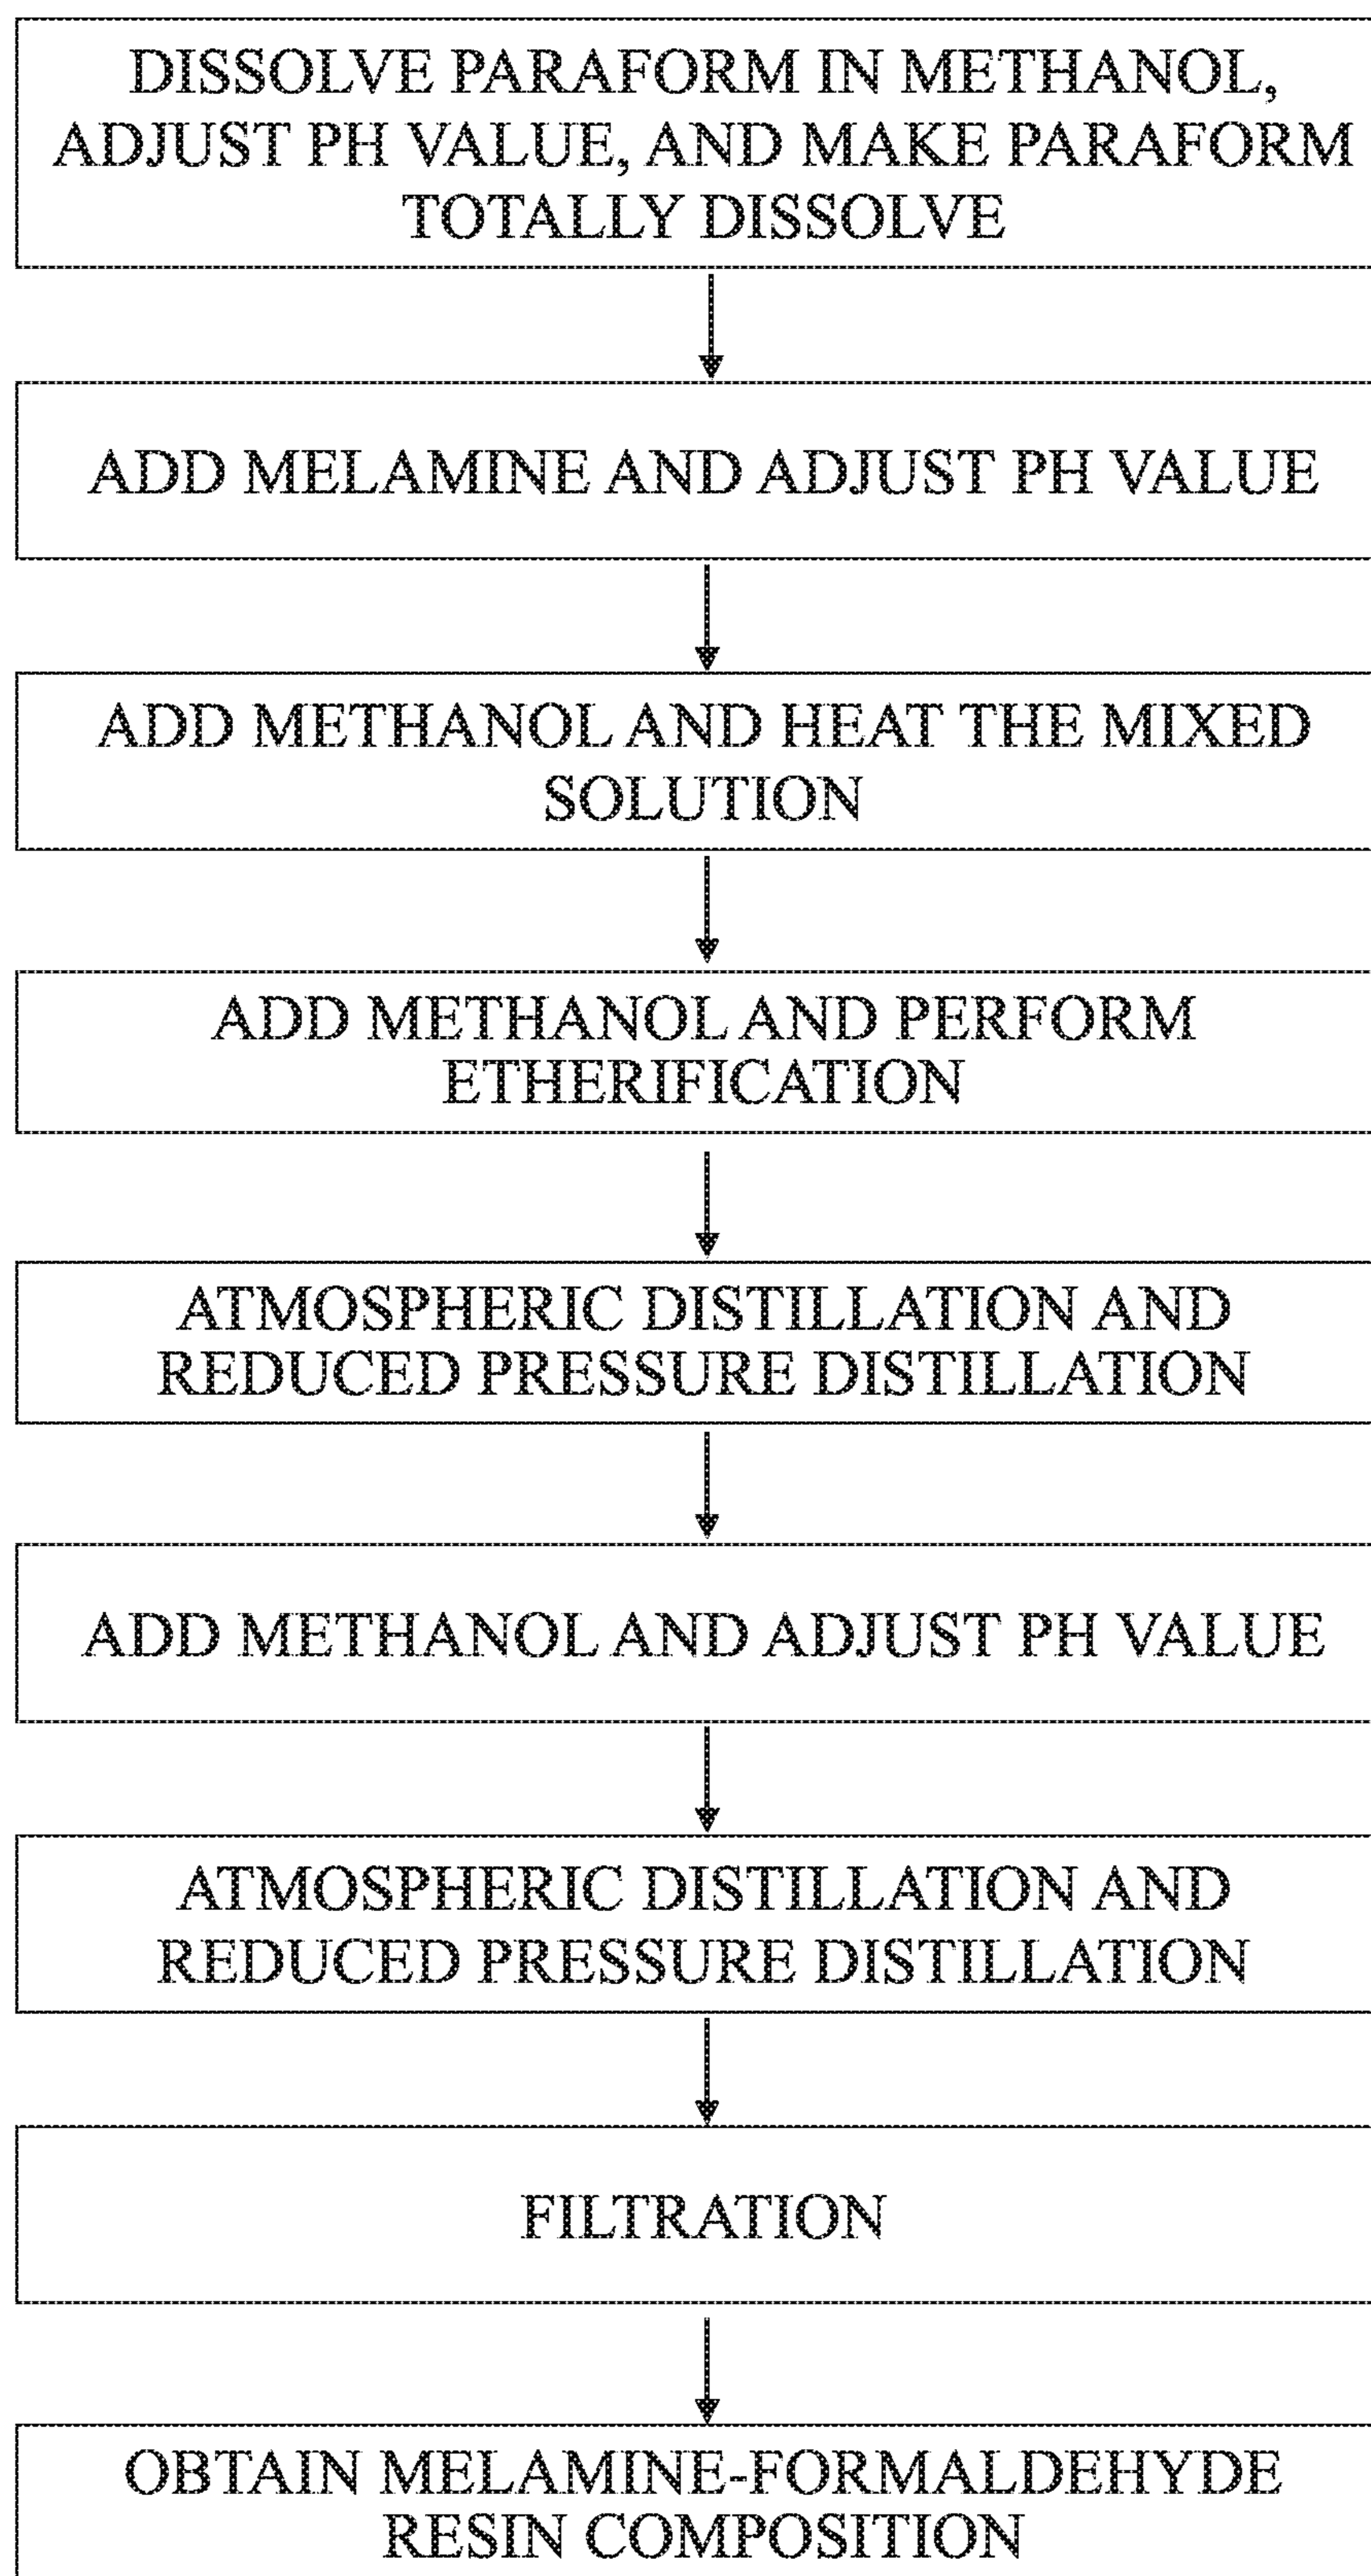 DISSOLVE PARAFORM IN METHANOL,
ADJUST PH VALUE, AND MAKE PARAFORM
TOTALLY DISSOLVE
ADD MELAMINE AND ADJUST PH VALUE
ADD METHANOL AND HEAT THE MIXED
SOLUTION
ADD METHANOL AND PERFORM
ETHERIFICATION
ATMOSPHERIC DISTILLATION AND
REDUCED PRESSURE DISTILLATION
ADD METHANOL AND ADJUST PH VALUE
ATMOSPHERIC DISTILLATION AND
REDUCED PRESSURE DISTILLATION
FILTRATION
OBTAIN MELAMINE-FORMALDEHYDE
RESIN COMPOSITION